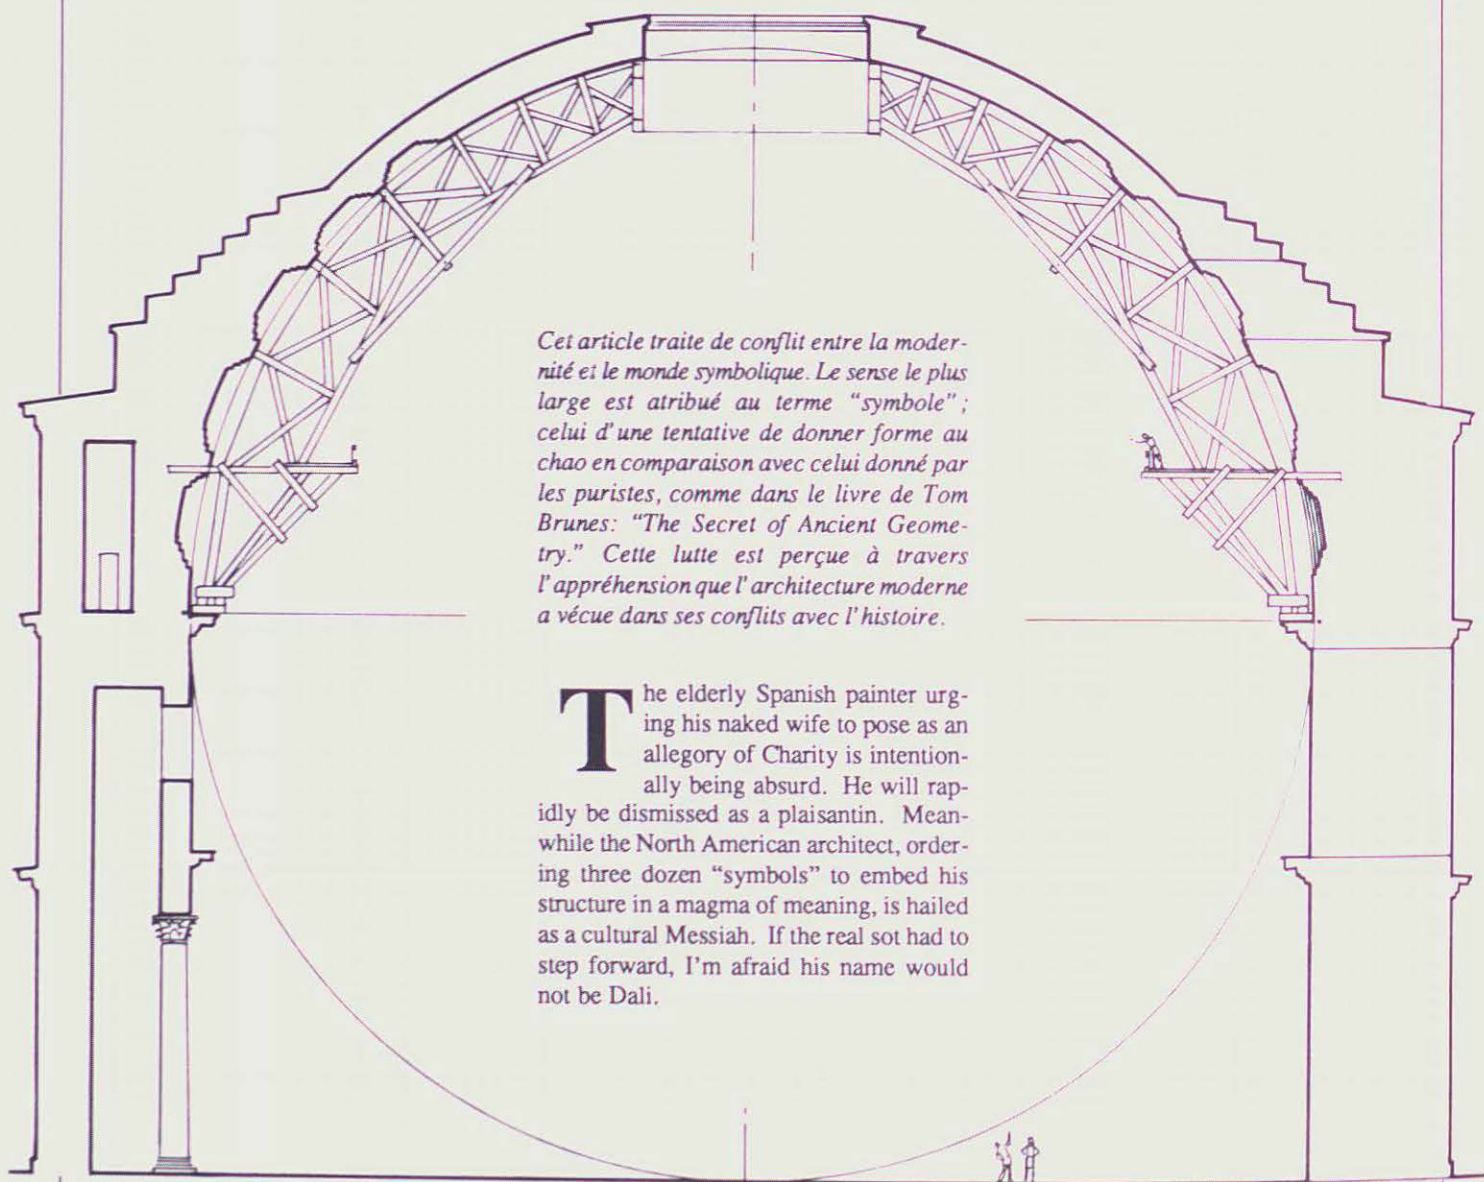 Cet article traite de conflit entre la moder-
nité et le monde symbolique. Le sense le plus
large est atribué au terme “symbole”;
celui d’une tentative de donner forme au
chao en comparaison avec celui donné par
les puristes, comme dans le livre de Tom
Brunes: “The Secret of Ancient Geome-
try.” Cette lutte est perçue à travers
l’appréhension que l’architecture moderne
a vécue dans ses conflits avec l’histoire.
The elderly Spanish painter urg-
ing his naked wife to pose as an
allegory of Charity is intention-
ally being absurd. He will rap-
idly be dismissed as a plaisantin. Mean-
while the North American architect, order-
ing three dozen “symbols” to embed his
structure in a magma of meaning, is hailed
as a cultural Messiah. If the real sot had to
step forward, I’m afraid his name would
not be Dali.